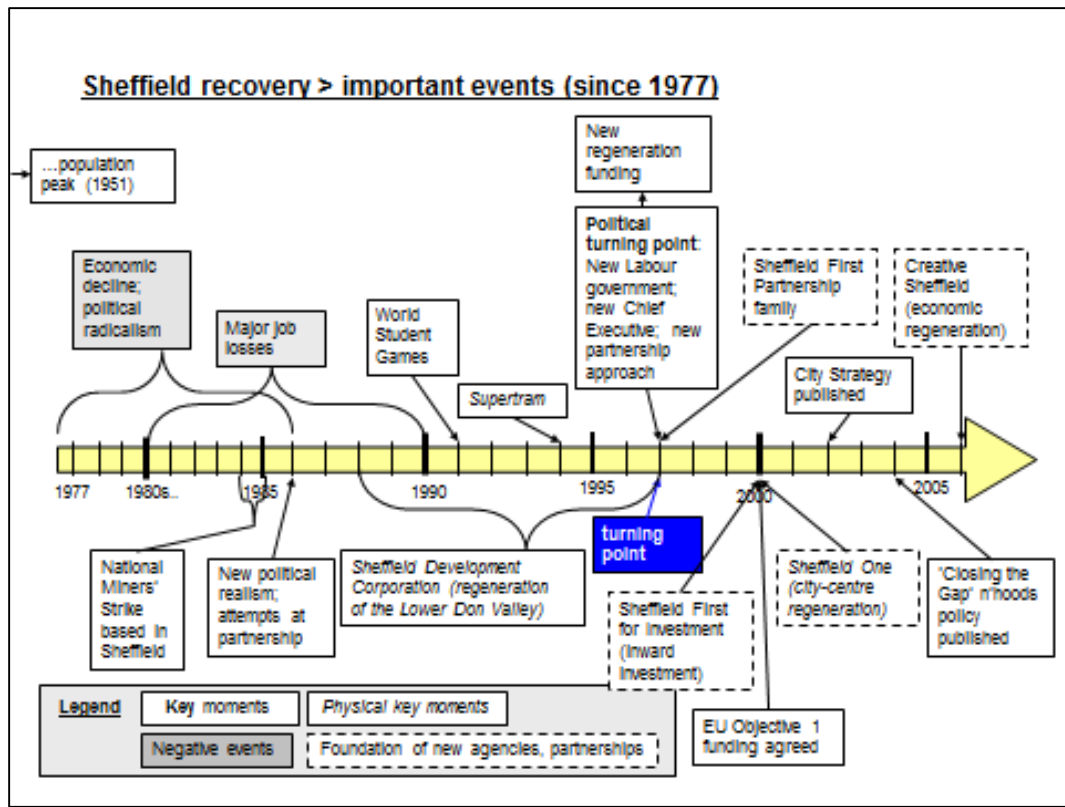 Sheffield recovery > important events (since 1977)
…population
peak (1951)
New
regeneration
funding
Political
turning point:
New Labour
government;
new Chief
Executive; new
partnership
approach
Economic
decline;
political
radicalism
Major job
losses
World
Student
Games
Supertram
Sheffield First
Partnership
family
Creative
Sheffield
(economic
regeneration)
City Strategy
published
1977
1980s..
1985
1990
1995
2000
2005
National
Miners'
Strike
based in
Sheffield
New political
realism;
attempts at
partnership
Sheffield Development
Corporation (regeneration
of the Lower Don Valley)
turning
point
Sheffield First
for Investment
(Inward
Investment)
Sheffield One
(city-centre
regeneration)
'Closing the
Gap' n'hoods
policy
published
EU Objective 1
funding agreed
Legend
Key moments
Physical key moments
Negative events
Foundation of new agencies, partnerships